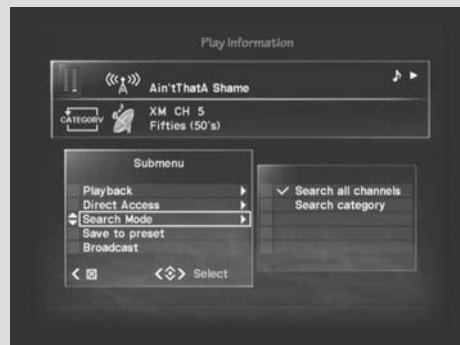 Play Information
Ain'tThatA Shame
CATEGORY
XM CH 5
Fifties (50's)
Submenu
Playback
Direct Access
Search Mode
Save to preset
Broadcast
Select
Search all channels
Search category